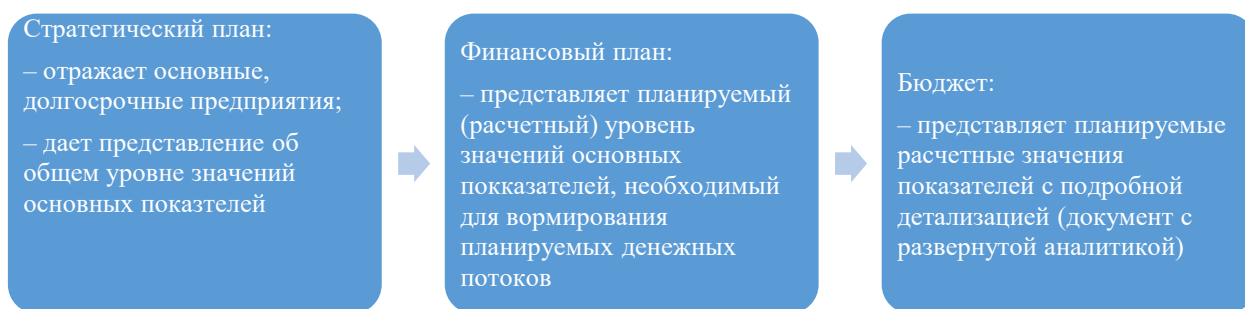 Стратегический план:
– отражает основные,
долгосрочные предприятия;
– дает представление об
общем уровне значений
основных показтелей
Финансовый план:
– представляет планируемый
(расчетный) уровень
значений основных
покказателей, необходимый
для вормирования
планируемых денежных
потоков
Бюджет:
– представляет планируемые
расчетные значения
показателей с подробной
детализацией (документ с
развернутой аналитикой)